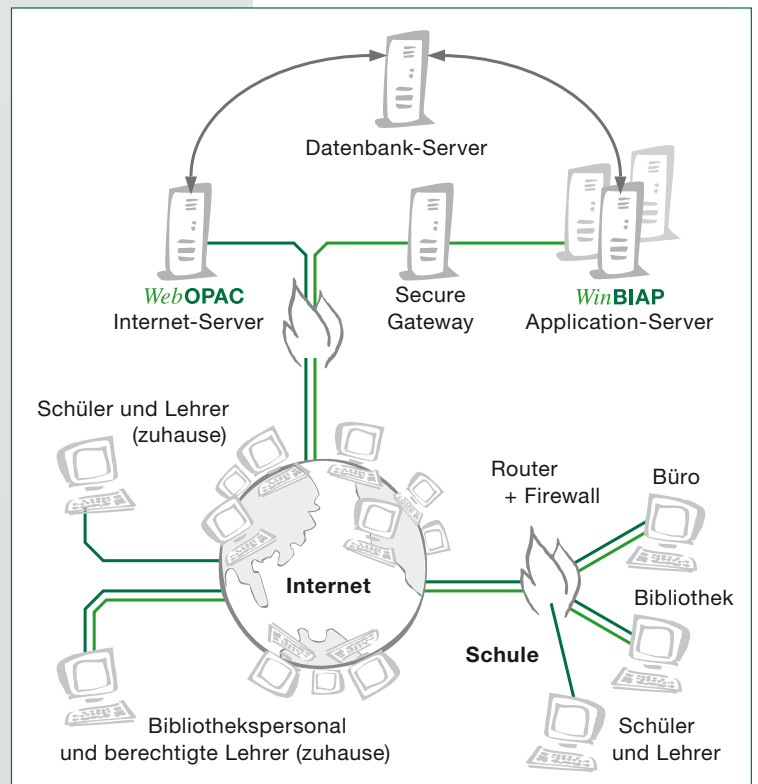 Datenbank-Server
WebOPAC
Internet-Server
Secure
Gateway
WinBIAP
Application-Server
Schüler und Lehrer
(zuhause)
Router
+ Firewall
Büro
Internet
Bibliothek
Schule
Bibliothekspersonal
und berechtigte Lehrer (zuhause)
Schüler
und Lehrer